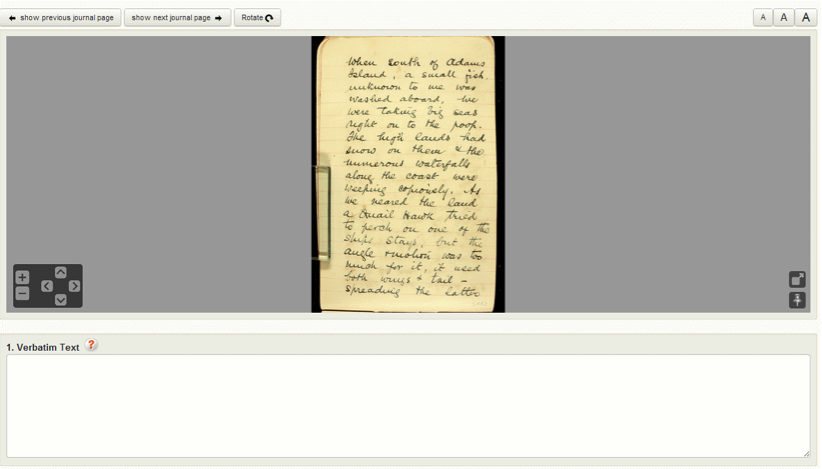 show previous journal page
show next journal page
Rotate
A A A
When South of Adams
Island, a small fish
unknown to me was
washed aboard, we
were taking big seas
right on to the poop.
The high lands had
snow on them & the
numerous waterfalls
along the coast were
weeping copiously. As
we neared the land
a Quail Hawk tried
to perch on one of the
ships stays, but the
angle & motion was too
much for it, it used
both wings & tail -
spreading the latter
1. Verbatim Text ?